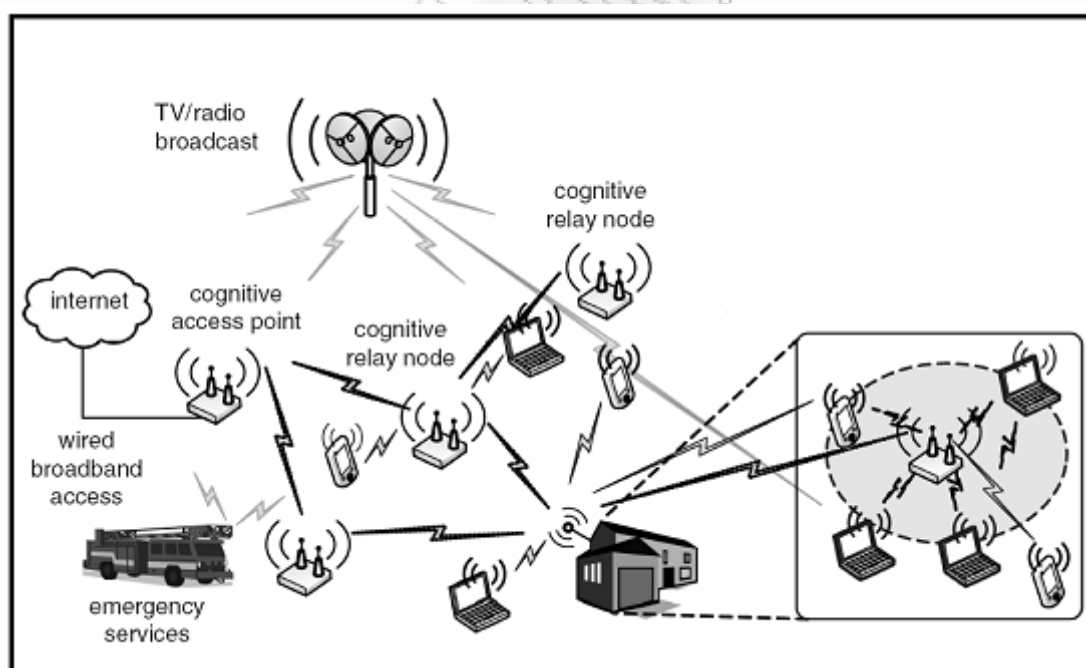 TV/radio
broadcast
cognitive
relay node
internet
cognitive
access point
cognitive
relay node
wired
broadband
access
emergency
services